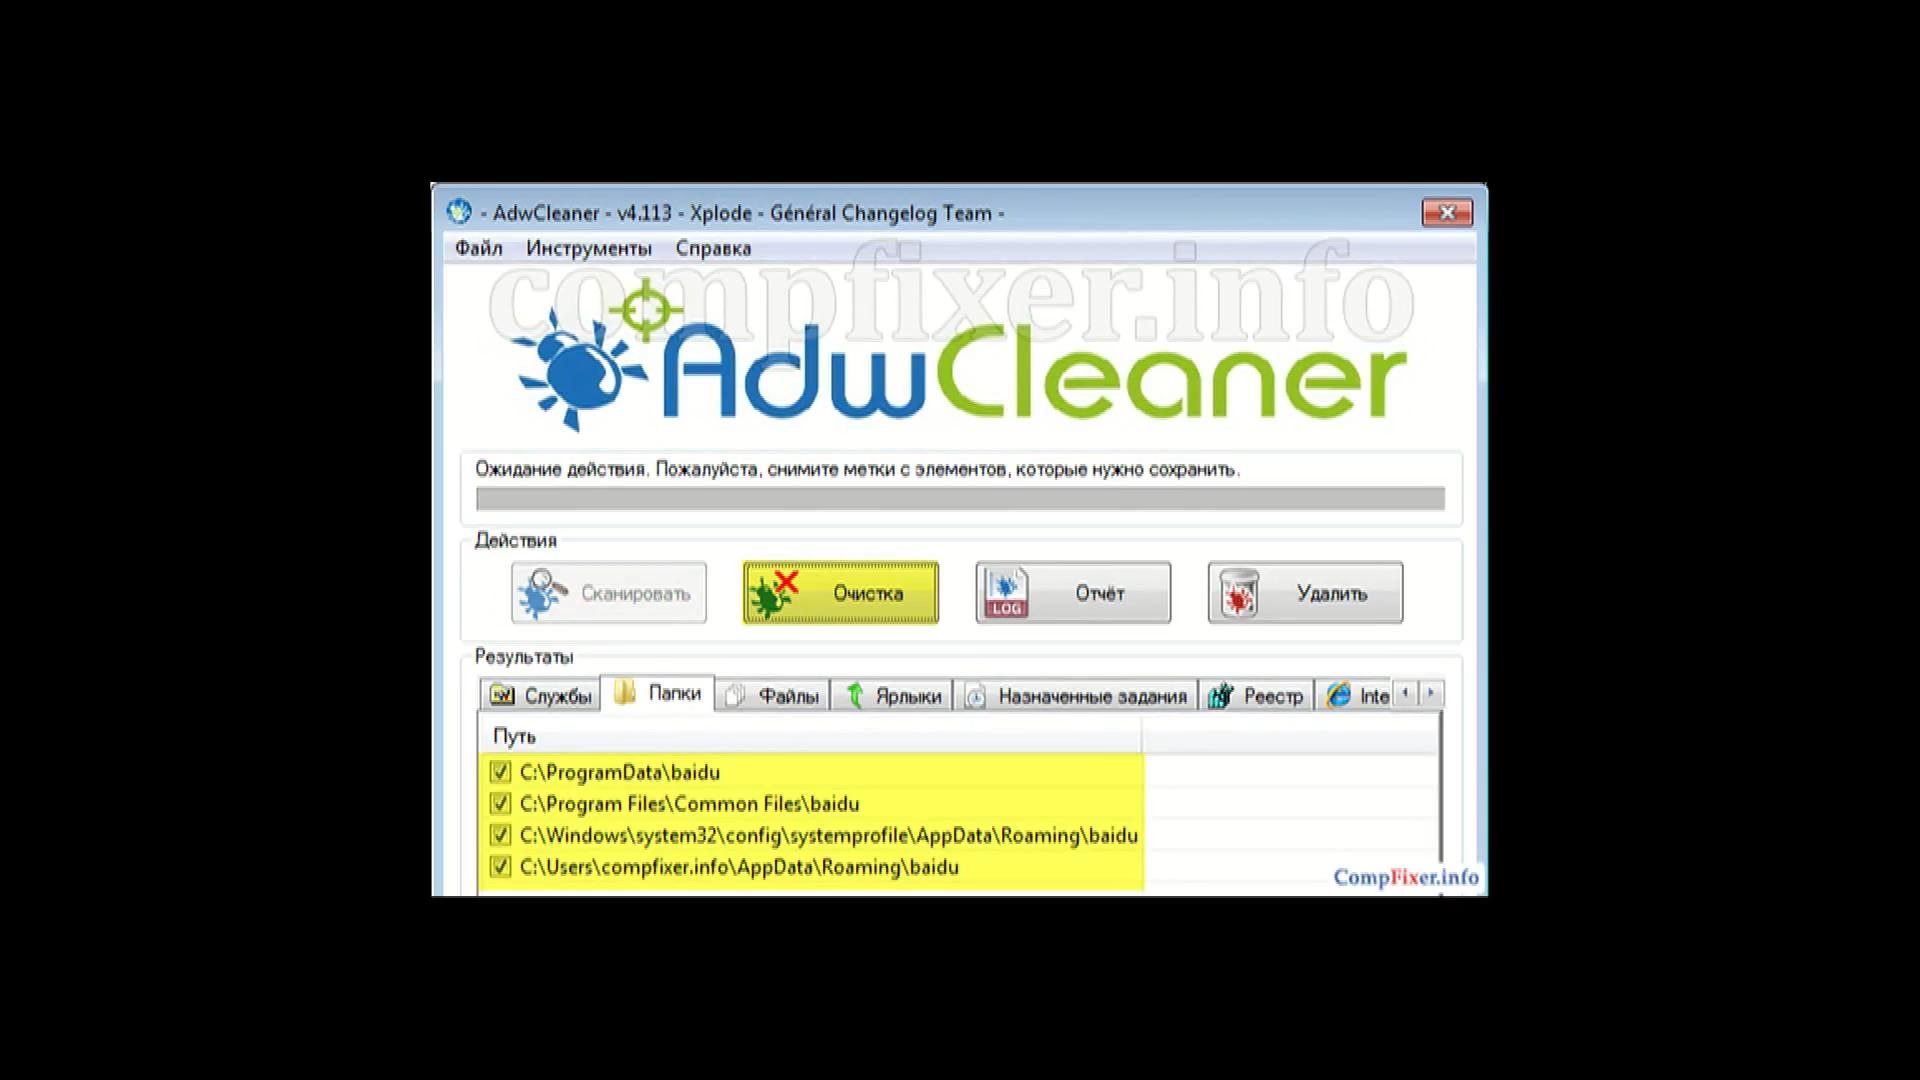 - AdwCleaner - v4.113 - Xplode - Général Changelog Team -
Файл Инструменты Справка
compfixer.info
AdwCleaner
Ожидание действия. Пожалуйста, снимите метки с элементов, которые нужно сохранить.
Действия
Сканировать Очистка LOG Отчёт Удалить
Результаты
Службы Папки Файлы Ярлыки Назначенные задания Реестр Inte
Путь
C:\ProgramData\baidu
C:\Program Files\Common Files\baidu
C:\Windows\system32\config\systemprofile\AppData\Roaming\baidu
C:\Users\compfixer.info\AppData\Roaming\baidu
CompFixer.info